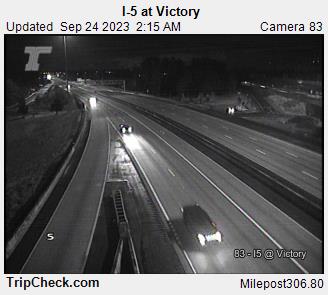 I-5 at Victory
Updated Sep 24 2023 2:15 AM Camera 83
S
83 - I5 @ Victory
TripCheck.com Milepost306.80